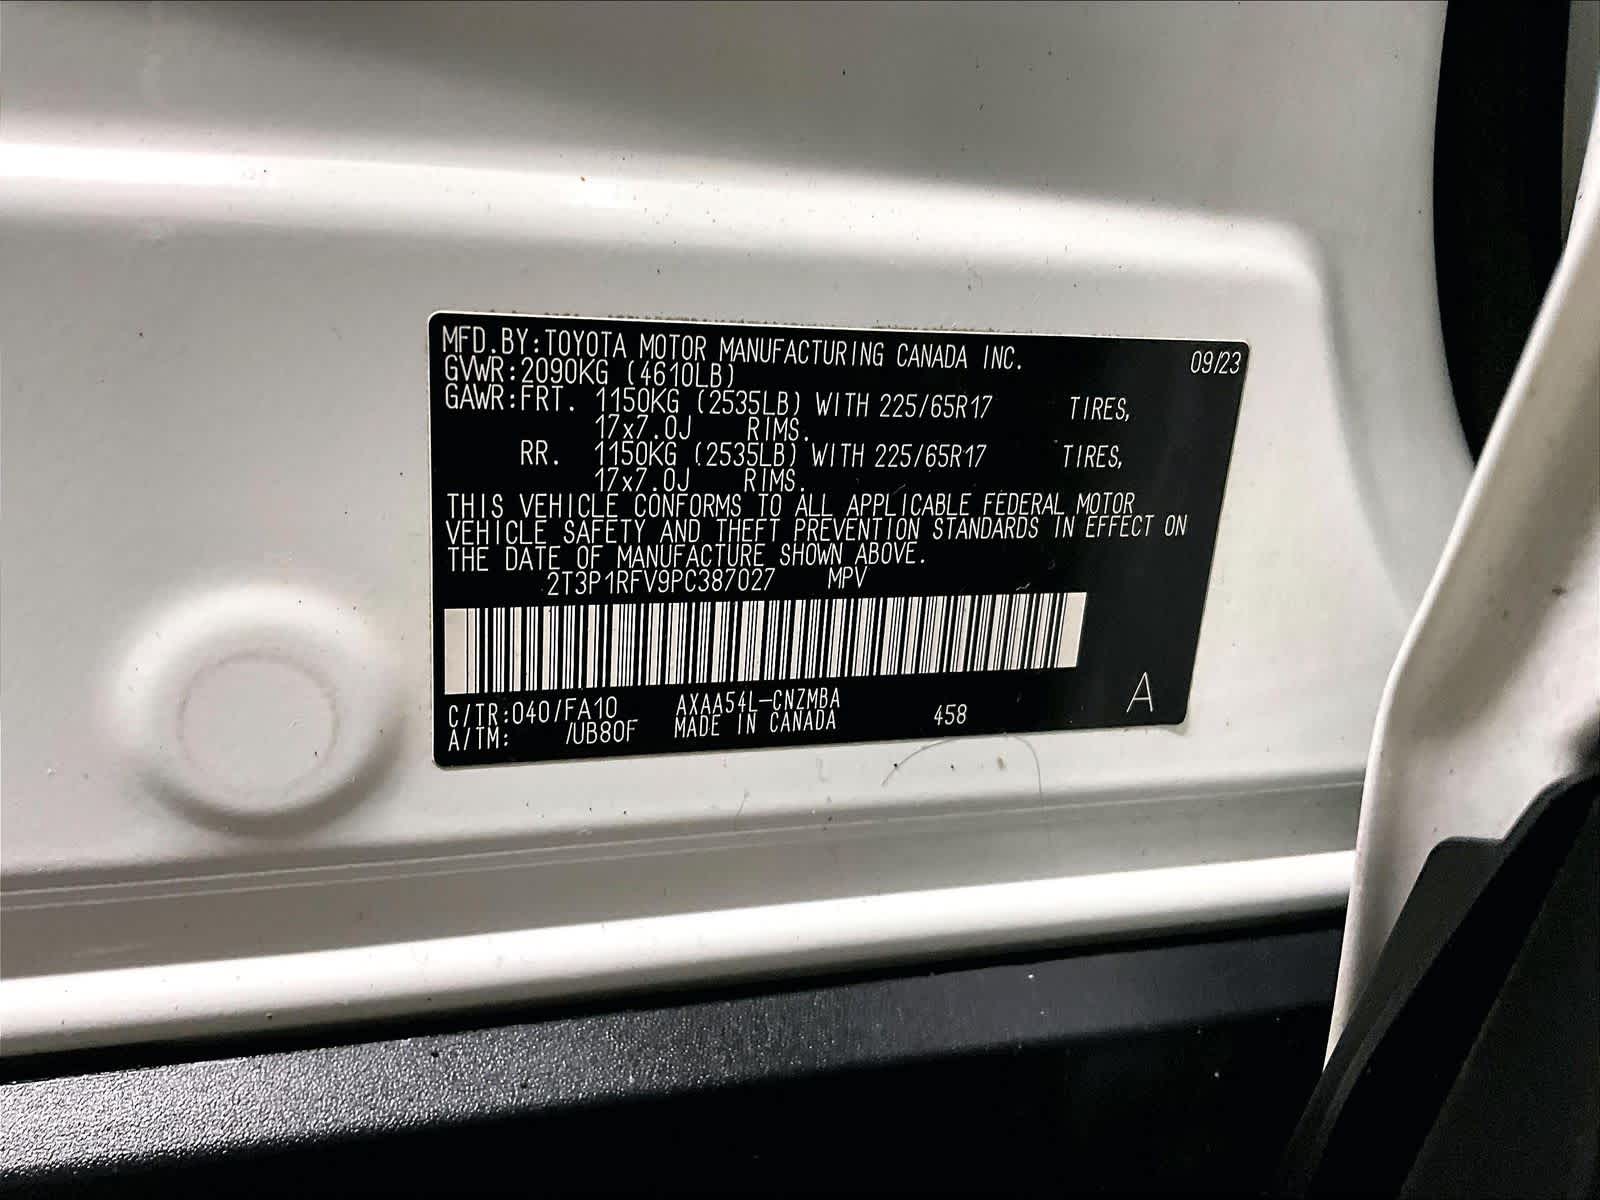 MFD.BY:TOYOTA MOTOR MANUFACTURING CANADA INC. 09/23
GVWR:2090KG (4610LB)
GAWR:FRT. 1150KG (2535LB) WITH 225/65R17 TIRES,
17x7.0J RIMS.
RR. 1150KG (2535LB) WITH 225/65R17 TIRES,
17x7.0J RIMS.
THIS VEHICLE CONFORMS TO ALL APPLICABLE FEDERAL MOTOR
VEHICLE SAFETY AND THEFT PREVENTION STANDARDS IN EFFECT ON
THE DATE OF MANUFACTURE SHOWN ABOVE.
2T3P1RFV9PC387027 MPV
C/TR:040/FA10 AXAA54L-CNZMBA
A/TM: /UB80F MADE IN CANADA 458 A